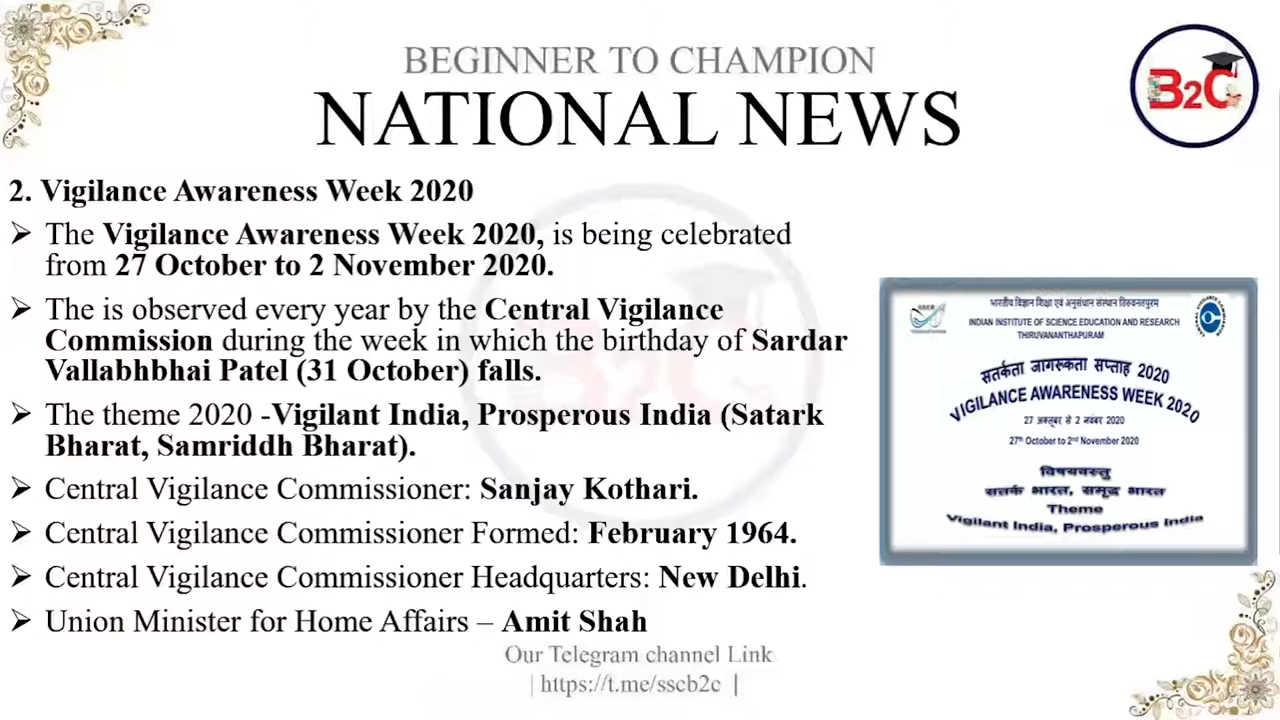 BEGINNER TO CHAMPION
B2C
NATIONAL NEWS
2. Vigilance Awareness Week 2020
➢ The Vigilance Awareness Week 2020, is being celebrated
from 27 October to 2 November 2020.
➢ The is observed every year by the Central Vigilance
Commission during the week in which the birthday of Sardar
Vallabhbhai Patel (31 October) falls.
➢ The theme 2020 -Vigilant India, Prosperous India (Satark
Bharat, Samriddh Bharat).
➢ Central Vigilance Commissioner: Sanjay Kothari.
➢ Central Vigilance Commissioner Formed: February 1964.
➢ Central Vigilance Commissioner Headquarters: New Delhi.
➢ Union Minister for Home Affairs – Amit Shah
भारतीय विज्ञान शिक्षा एवं अनुसंधान संस्थान तिरुवनंतपुरम
INDIAN INSTITUTE OF SCIENCE EDUCATION AND RESEARCH
THIRUVANANTHAPURAM
सतर्कता जागरूकता सप्ताह 2020
VIGILANCE AWARENESS WEEK 2020
27 अक्तूबर से 2 नवंबर 2020
27th October to 2nd November 2020
विषयवस्तु
सतर्क भारत, समृद्ध भारत
Theme
Vigilant India, Prosperous India
Our Telegram channel Link
| https://t.me/sscb2c |